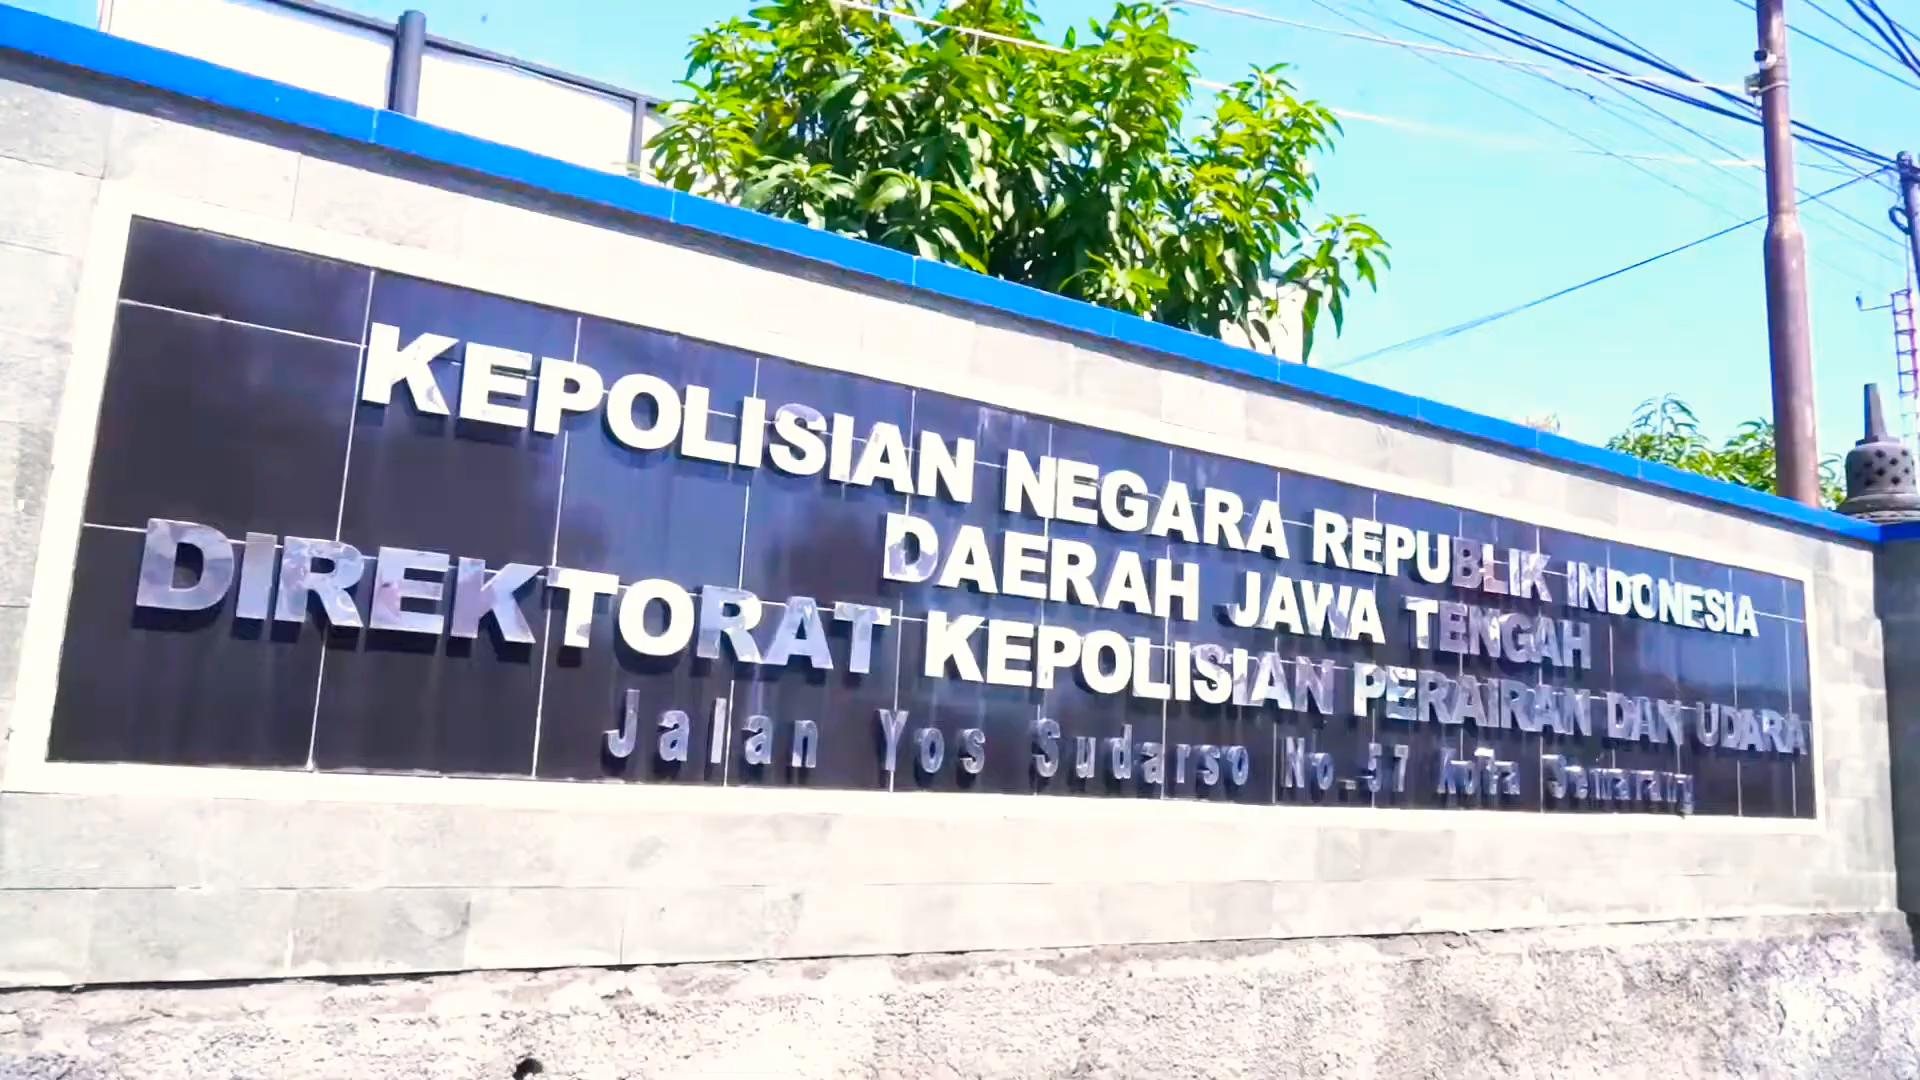 KEPOLISIAN NEGARA REPUBLIK INDONESIA
DAERAH JAWA TENGAH
DIREKTORAT KEPOLISIAN PERAIRAN DAN UDARA
Jalan Yos Sudarso No.57 Kota Semarang